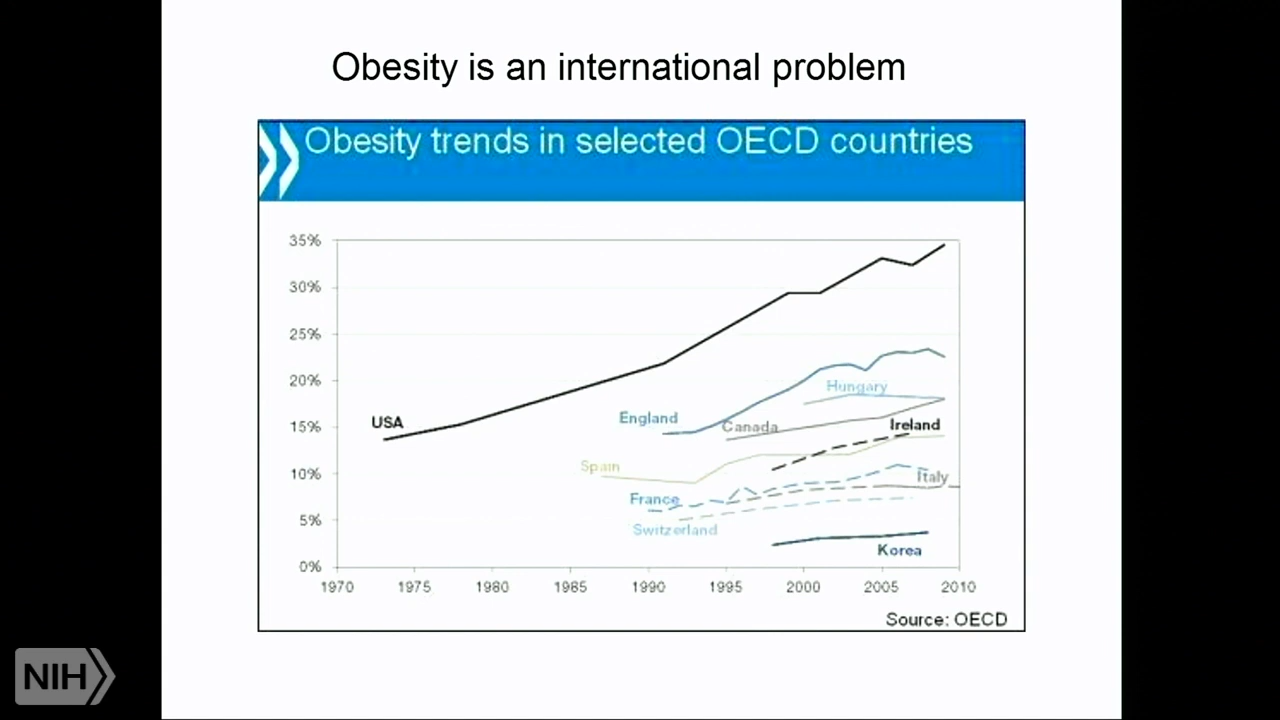 Obesity is an international problem
Obesity trends in selected OECD countries
35%
30%
25%
20%
15%
10%
5%
0%
USA
England
Hungary
Canada
Ireland
Spain
Italy
France
Switzerland
Korea
1970 1975 1980 1985 1990 1995 2000 2005 2010
Source: OECD
NIH